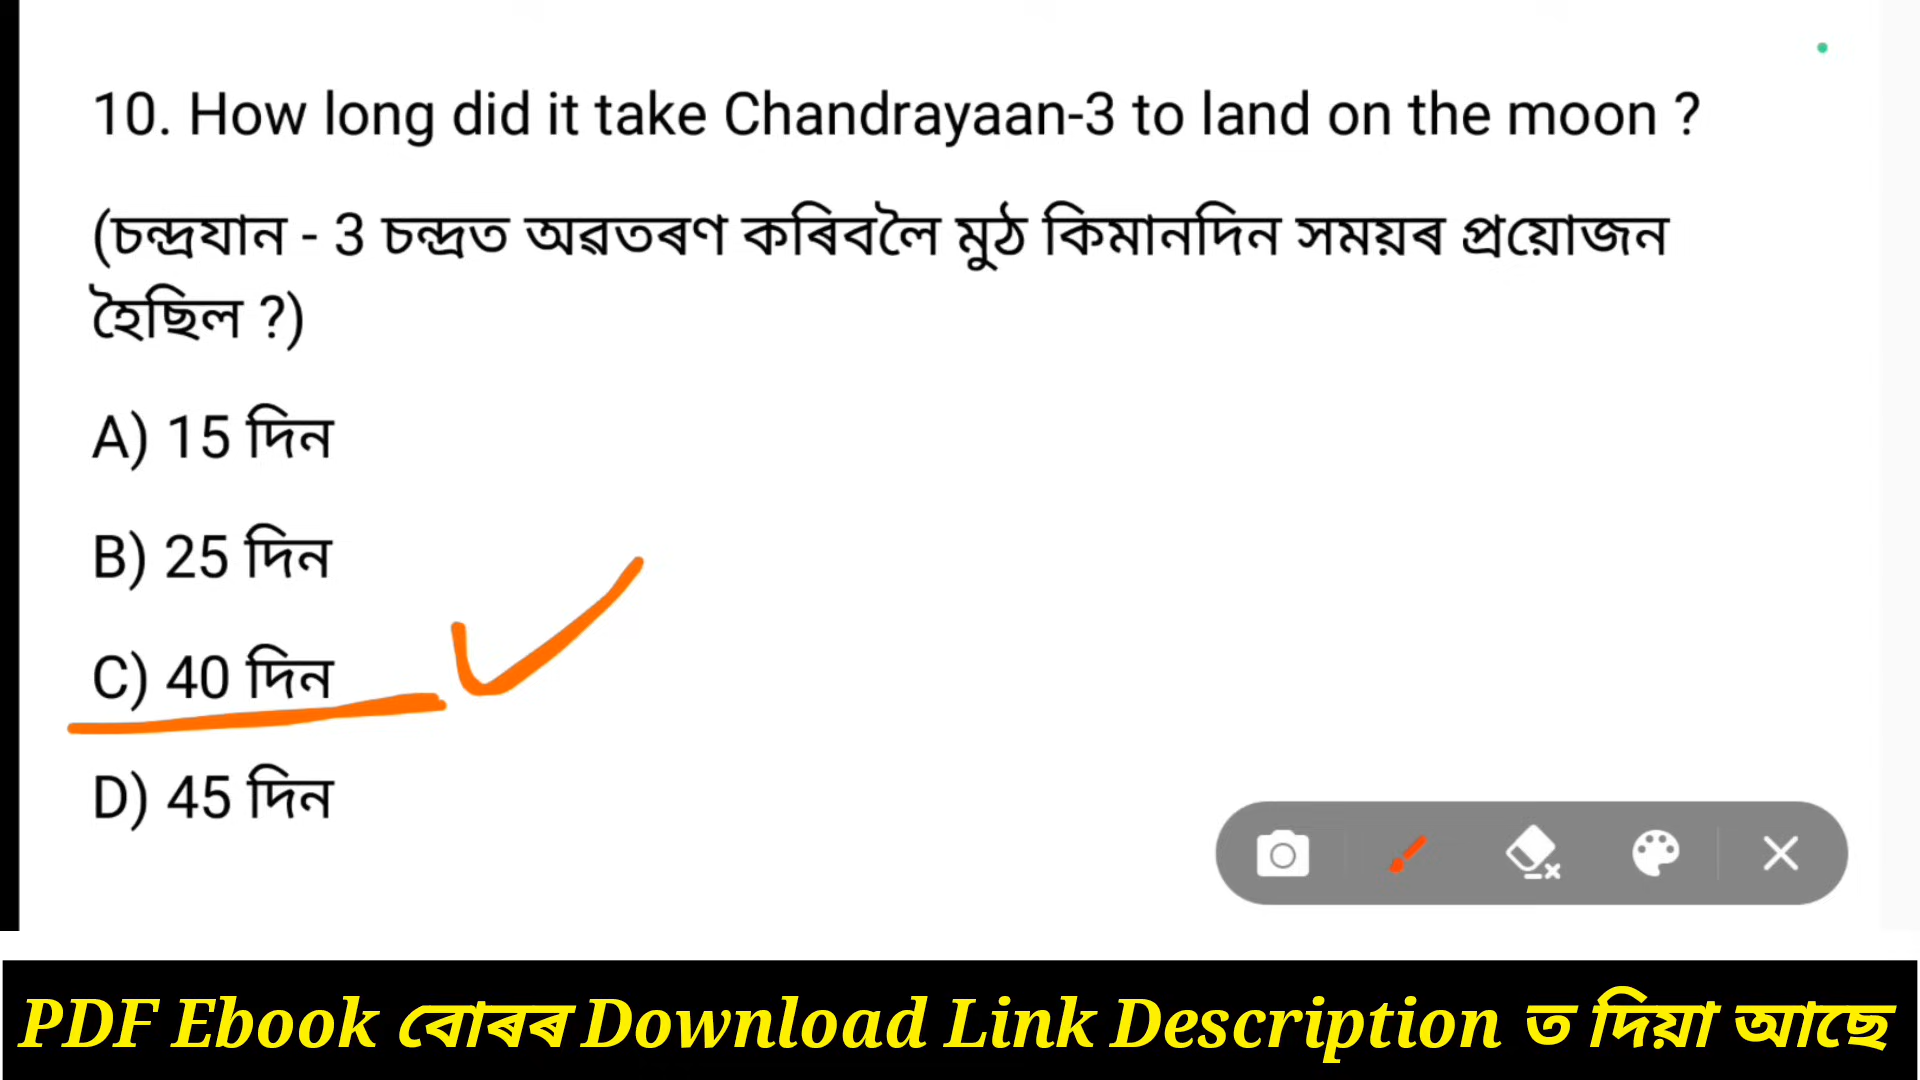 10. How long did it take Chandrayaan-3 to land on the moon ?
(চন্দ্ৰযান - 3 চন্দ্ৰত অৱতৰণ কৰিবলৈ মুঠ কিমানদিন সময়ৰ প্ৰয়োজন
হৈছিল ?)
A) 15 দিন
B) 25 দিন
C) 40 দিন
D) 45 দিন
PDF Ebook বোৰৰ Download Link Description ত দিয়া আছে